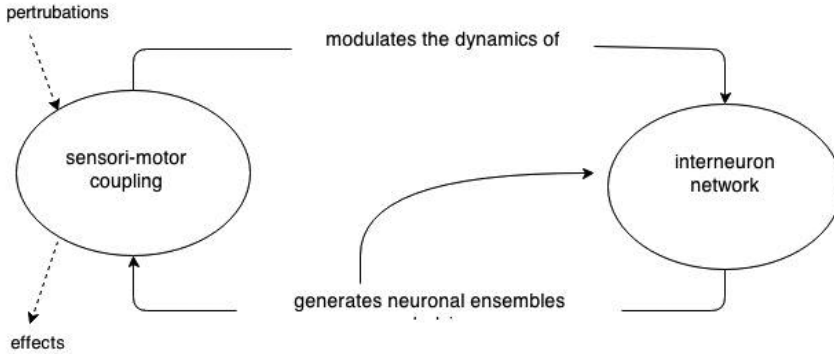 pertrubations
modulates the dynamics of
sensori-motor
coupling
interneuron
network
generates neuronal ensembles
effects